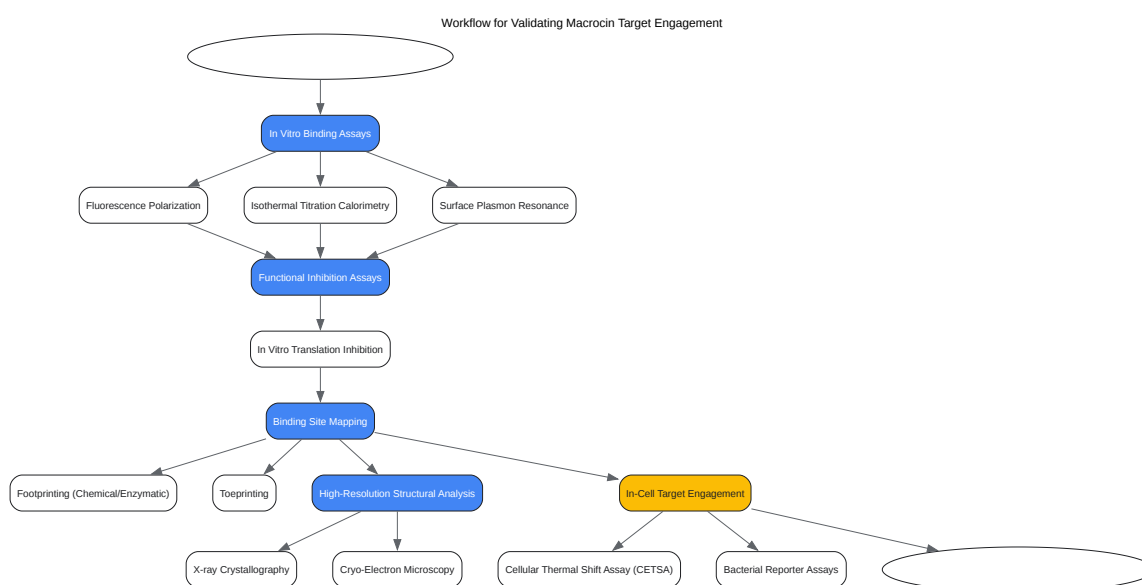 Workflow for Validating Macrocin Target Engagement
In Vitro Binding Assays
Fluorescence Polarization
Isothermal Titration Calorimetry
Surface Plasmon Resonance
Functional Inhibition Assays
In Vitro Translation Inhibition
Binding Site Mapping
Footprinting (Chemical/Enzymatic)
Toeprinting
High-Resolution Structural Analysis
In-Cell Target Engagement
X-ray Crystallography
Cryo-Electron Microscopy
Cellular Thermal Shift Assay (CETSA)
Bacterial Reporter Assays